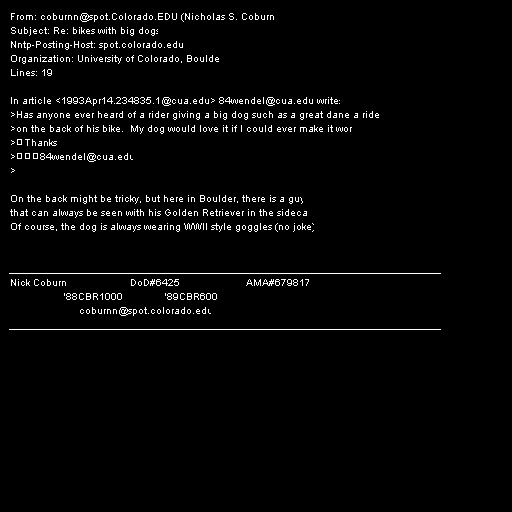 From: coburnn@spot.Colorado.EDU (Nicholas S. Coburn
Subject: Re: bikes with big dogs
Nntp-Posting-Host: spot.colorado.edu
Organization: University of Colorado, Boulde
Lines: 19

In article <1993Apr14.234835.1@cua.edu> 84wendel@cua.edu write:
>Has anyone ever heard of a rider giving a big dog such as a great dane a ride
>on the back of his bike.  My dog would love it if I could ever make it wor
>□Thanks
>□□□84wendel@cua.edu
>

On the back might be tricky, but here in Boulder, there is a guy
that can always be seen with his Golden Retriever in the sideca
Of course, the dog is always wearing WWII style goggles (no joke)

Nick Coburn DoD#6425 AMA#679817
'88CBR1000 '89CBR600
coburnn@spot.colorado.edu